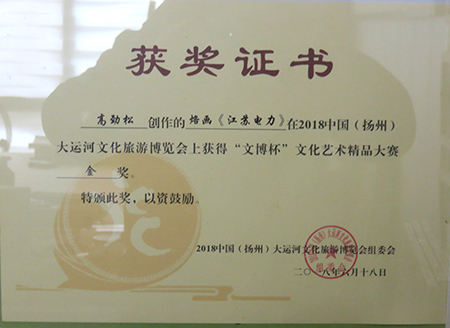 获奖证书
高劲松 创作的 烙画《江苏电力》在2018中国（扬州）
大运河文化旅游博览会上获得“文博杯”文化艺术精品大赛
金 奖。
特颁此奖，以资鼓励。
2018中国（扬州）大运河文化旅游博览会组委会
组委会
二〇一八年六月十八日